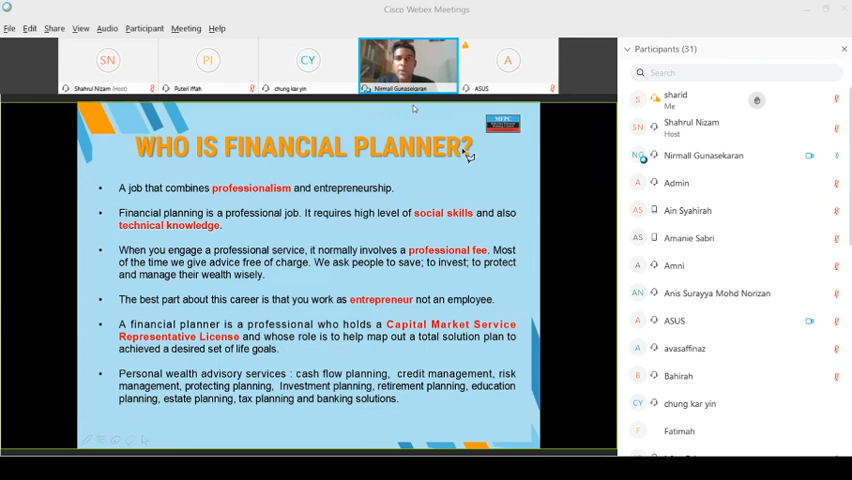 Cisco Webex Meetings
File Edit Share View Audio Participant Meeting Help
SN PI CY A
Shahrul Nizam (Host) Puteri Iffah chung kar yin Nirmall Gunasekaran ASUS
MFPC
WHO IS FINANCIAL PLANNER?
• A job that combines professionalism and entrepreneurship.
• Financial planning is a professional job. It requires high level of social skills and also
technical knowledge.
• When you engage a professional service, it normally involves a professional fee. Most
of the time we give advice free of charge. We ask people to save; to invest; to protect
and manage their wealth wisely.
• The best part about this career is that you work as entrepreneur not an employee.
• A financial planner is a professional who holds a Capital Market Service
Representative License and whose role is to help map out a total solution plan to
achieved a desired set of life goals.
• Personal wealth advisory services : cash flow planning, credit management, risk
management, protecting planning, Investment planning, retirement planning, education
planning, estate planning, tax planning and banking solutions.
Participants (31)
Search
S sharid
Me
SN Shahrul Nizam
Host
NG Nirmall Gunasekaran
A Admin
AS Ain Syahirah
AS Amanie Sabri
A Amni
AN Anis Surayya Mohd Norizan
A ASUS
A avasaffinaz
B Bahirah
CY chung kar yin
F Fatimah